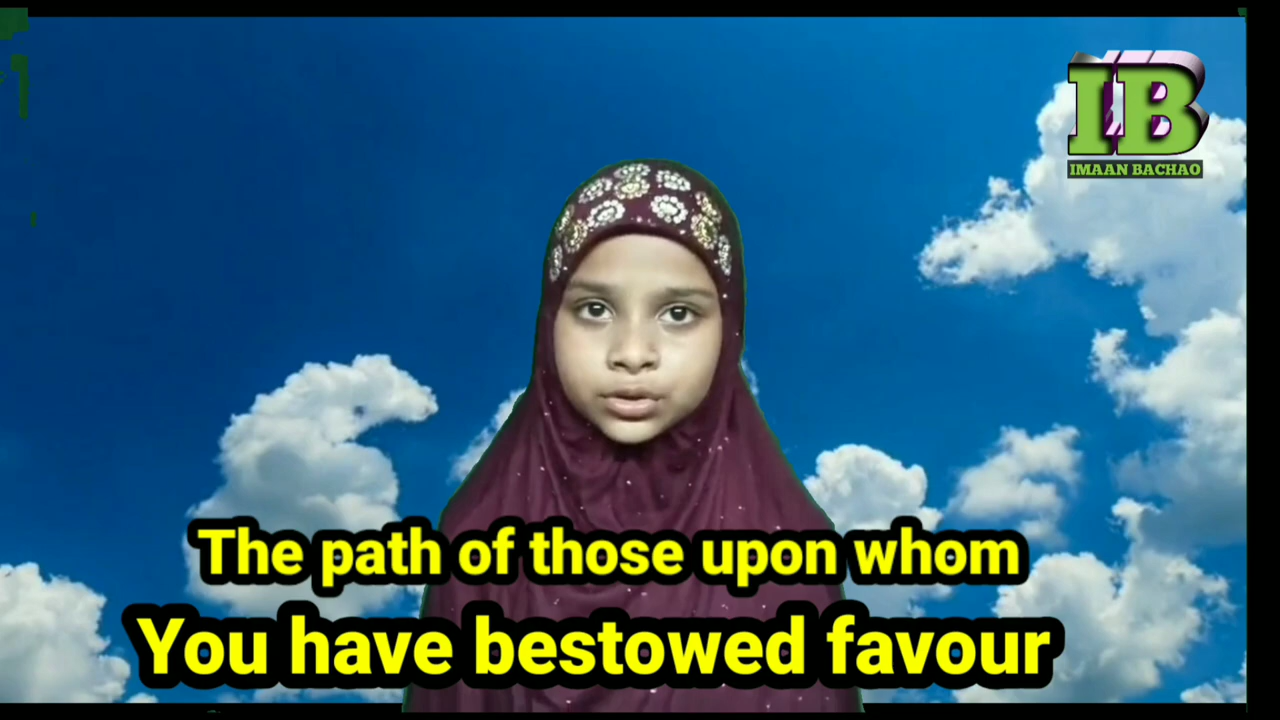 IB
IMAAN BACHAO
The path of those upon whom
You have bestowed favour